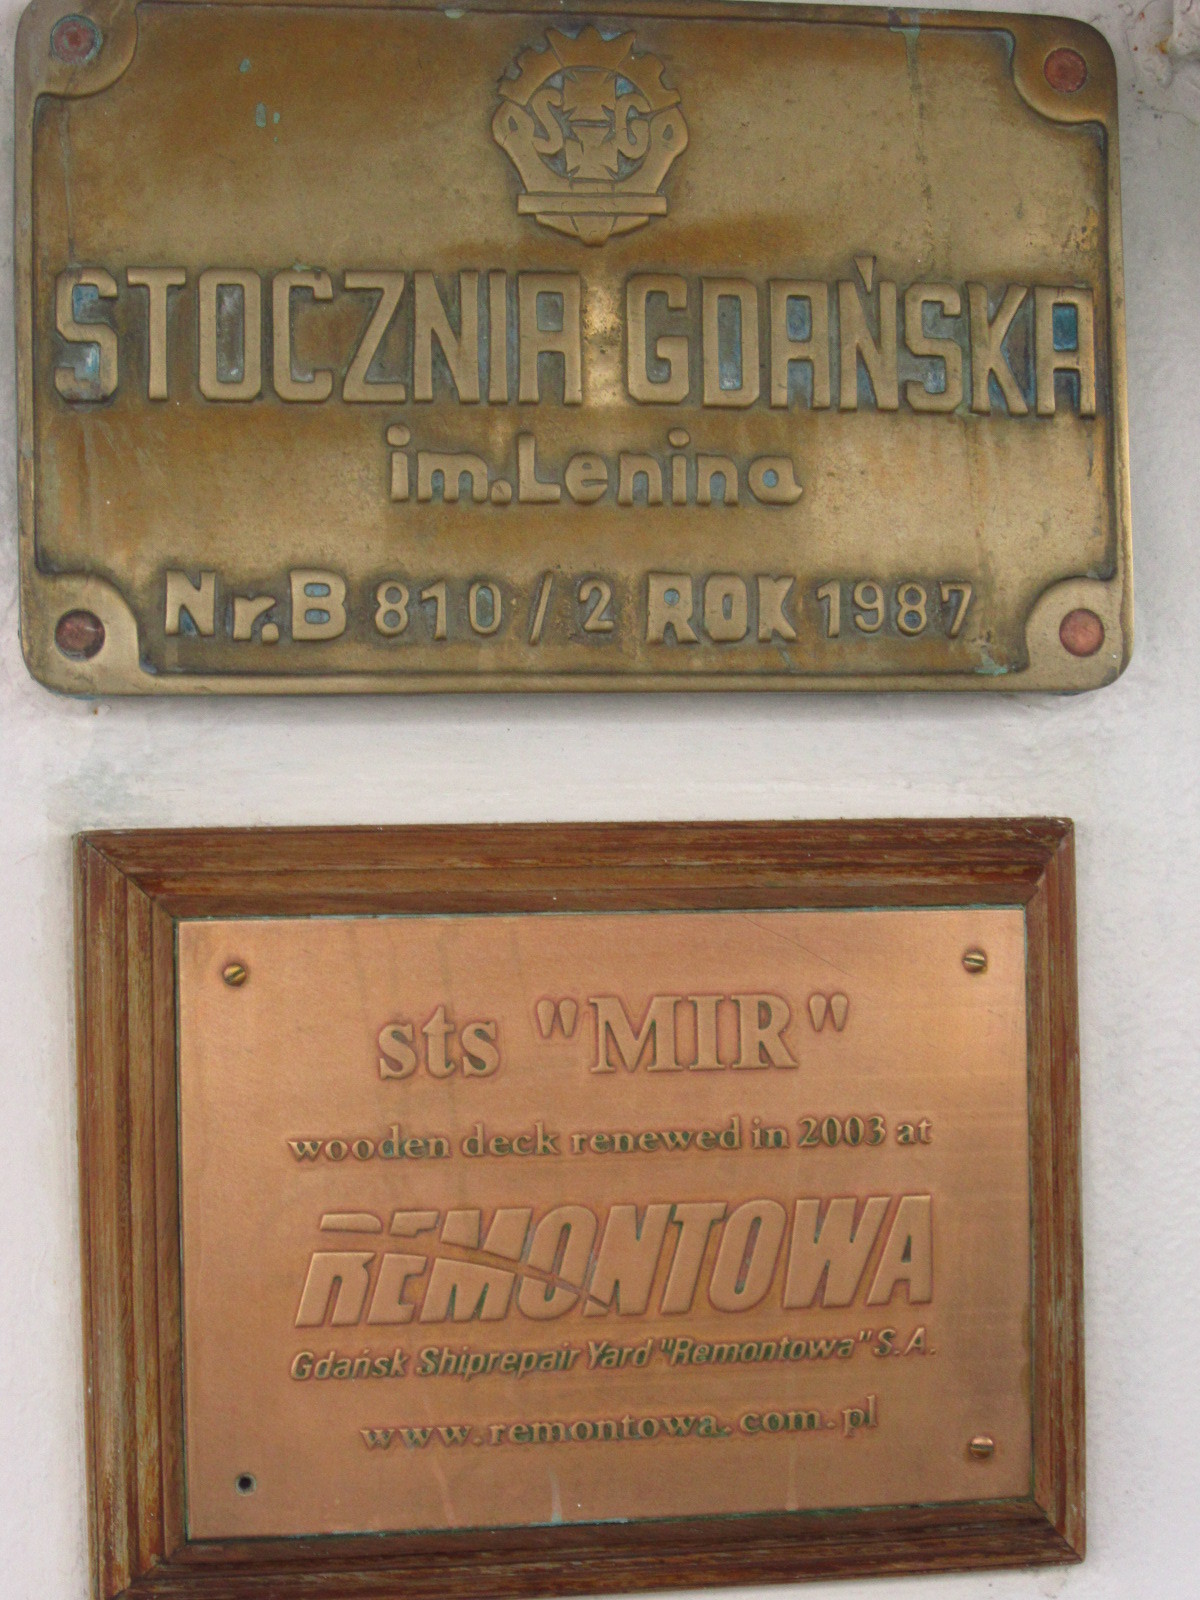 SG
STOCZNIA GDAŃSKA
im.Lenina
Nr.B 810/2 ROK 1987
sts "MIR"
wooden deck renewed in 2003 at
REMONTOWA
Gdańsk Shiprepair Yard "Remontowa" S.A.
www.remontowa.com.pl